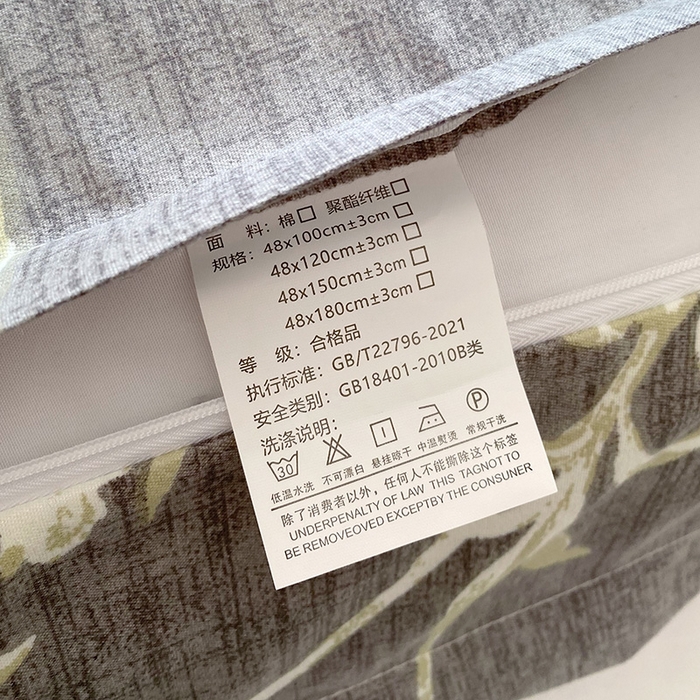 面 料: 棉□ 聚酯纤维□
规格: 48x100cm±3cm□
48x120cm±3cm□
48x150cm±3cm□
48x180cm±3cm□
等 级: 合格品
执行标准: GB/T22796-2021
安全类别: GB18401-2010B类
洗涤说明:
30 P
低温水洗 不可漂白 悬挂晾干 中温熨烫 常规干洗
除了消费者以外，任何人不能撕除这个标签
UNDERPENALTY OF LAW THIS TAGNOT TO
BE REMOVEOVED EXCEPTBY THE CONSUNER